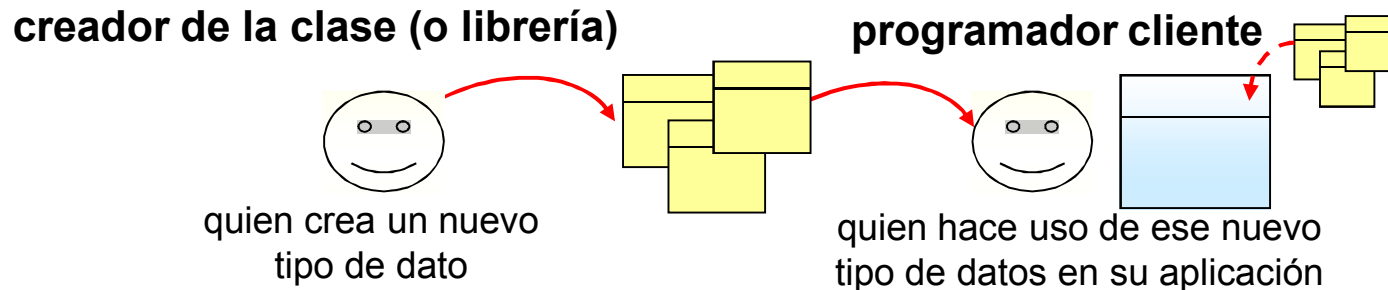 creador de la clase (o librería)
programador cliente
quien crea un nuevo
tipo de dato
quien hace uso de ese nuevo
tipo de datos en su aplicación